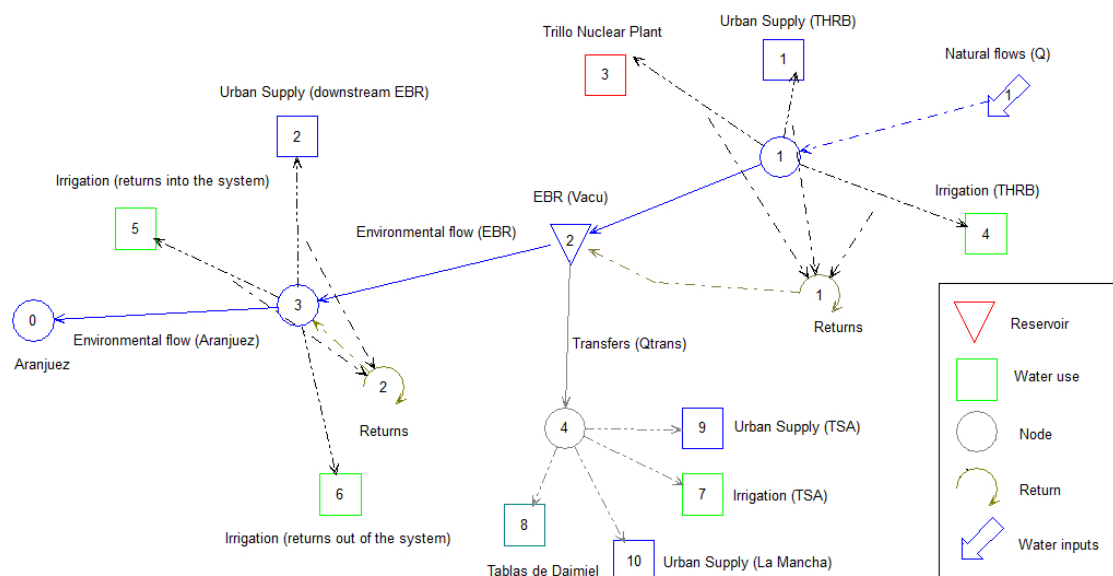 Urban Supply (THRB)
1
Trillo Nuclear Plant
3
Natural flows (Q)
1
Urban Supply (downstream EBR)
2
1
Irrigation (returns into the system)
5
EBR (Vacu)
2
Irrigation (THRB)
4
Environmental flow (EBR)
3
1
Returns
0
Aranjuez
Environmental flow (Aranjuez)
2
Returns
Transfers (Qtrans)
4
9
Urban Supply (TSA)
7
Irrigation (TSA)
6
Irrigation (returns out of the system)
8
Tablas de Daimiel
10
Urban Supply (La Mancha)
Reservoir
Water use
Node
Return
Water inputs